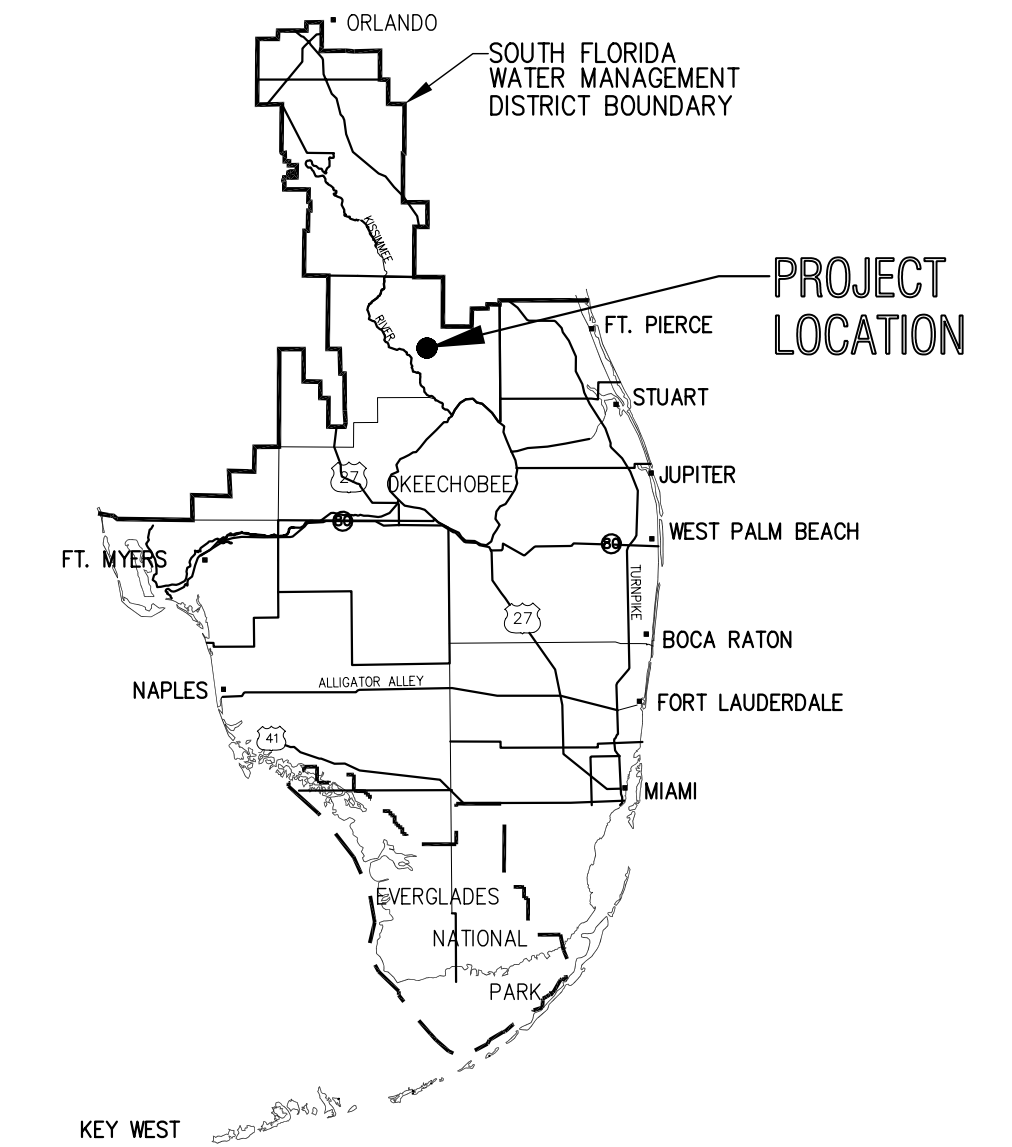 ORLANDO
SOUTH FLORIDA
WATER MANAGEMENT
DISTRICT BOUNDARY
KISSIMMEE
RIVER
PROJECT
LOCATION
FT. PIERCE
STUART
27
OKEECHOBEE
JUPITER
80
WEST PALM BEACH
80
FT. MYERS
TURNPIKE
27
BOCA RATON
ALLIGATOR ALLEY
NAPLES
FORT LAUDERDALE
41
MIAMI
EVERGLADES
NATIONAL
PARK
KEY WEST